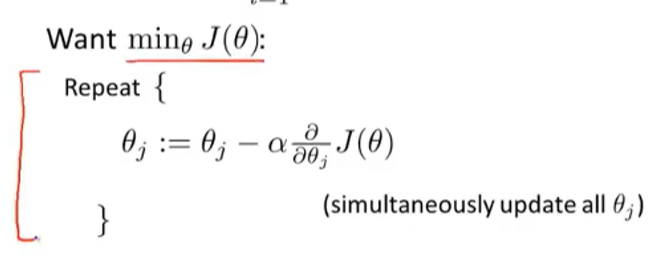 Want min_θ J(θ):
Repeat {
θ_j := θ_j − α ∂/∂θ_j J(θ)
(simultaneously update all θ_j)
}